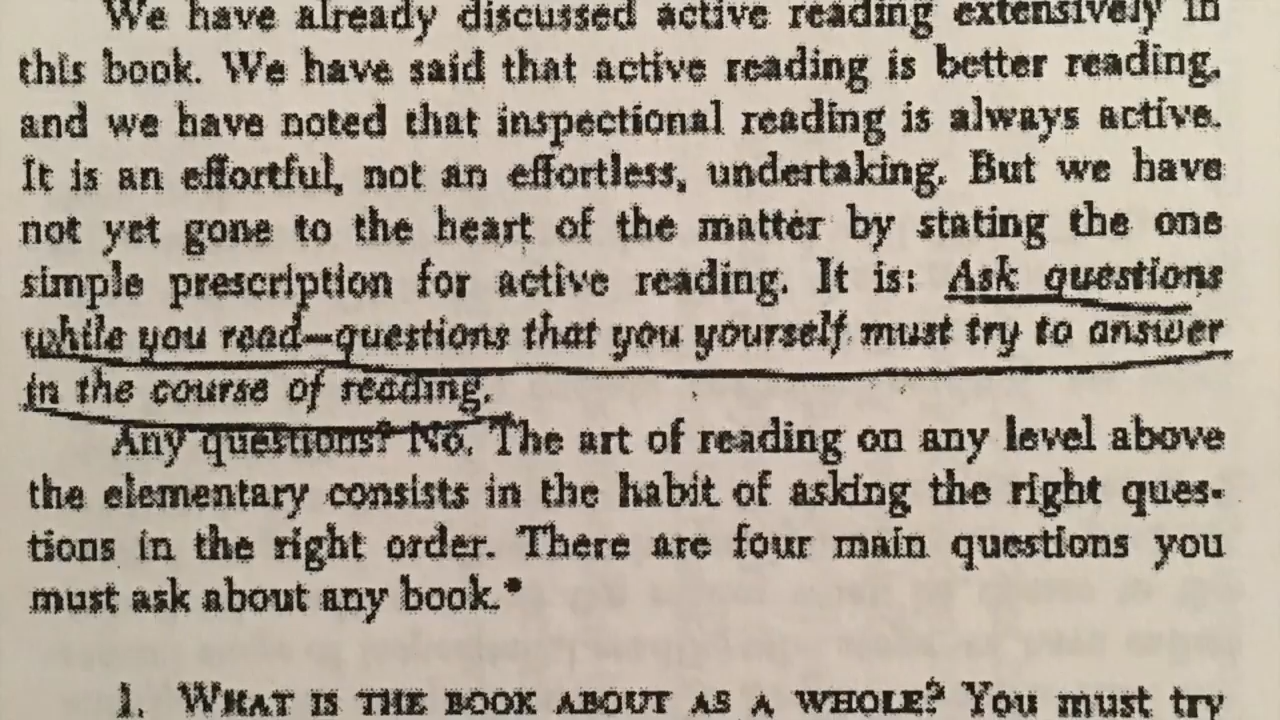 We have already discussed active reading extensively in
this book. We have said that active reading is better reading,
and we have noted that inspectional reading is always active.
It is an effortful, not an effortless, undertaking. But we have
not yet gone to the heart of the matter by stating the one
simple prescription for active reading. It is: Ask questions
while you read—questions that you yourself must try to answer
in the course of reading.
Any questions? No. The art of reading on any level above
the elementary consists in the habit of asking the right ques-
tions in the right order. There are four main questions you
must ask about any book.*
1. WHAT IS THE BOOK ABOUT AS A WHOLE? You must try